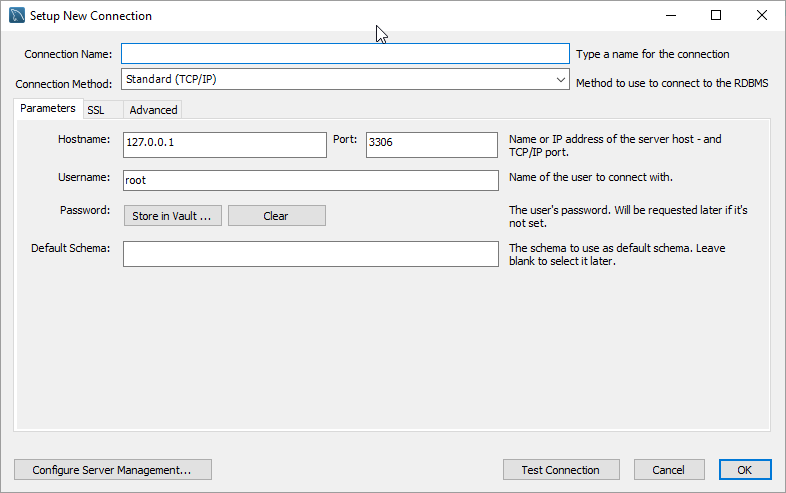 Setup New Connection
Connection Name:
Type a name for the connection
Connection Method:
Standard (TCP/IP)
Method to use to connect to the RDBMS
Parameters
SSL
Advanced
Hostname:
127.0.0.1
Port:
3306
Name or IP address of the server host - and
TCP/IP port.
Username:
root
Name of the user to connect with.
Password:
Store in Vault ...
Clear
The user's password. Will be requested later if it's
not set.
Default Schema:
The schema to use as default schema. Leave
blank to select it later.
Configure Server Management...
Test Connection
Cancel
OK